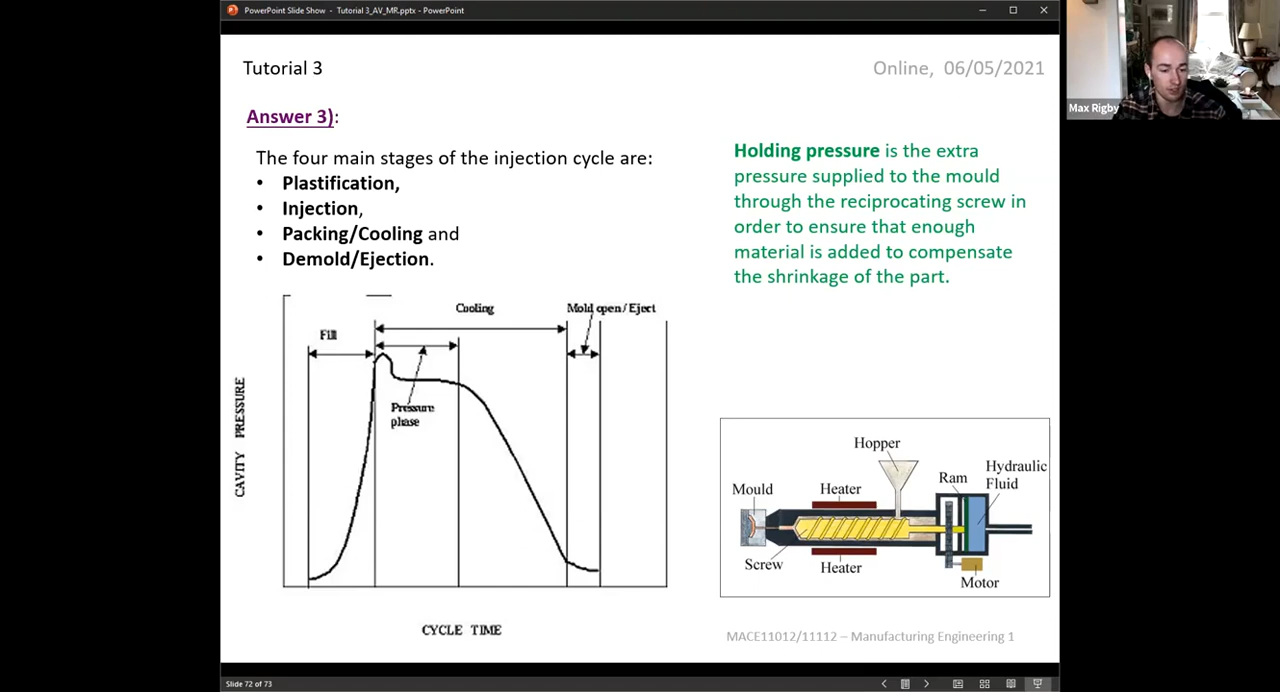 PowerPoint Slide Show - Tutorial 3_AV_MR.pptx - PowerPoint
Max Rigby
Tutorial 3
Online, 06/05/2021
Answer 3):
The four main stages of the injection cycle are:
• Plastification,
• Injection,
• Packing/Cooling and
• Demold/Ejection.
Holding pressure is the extra
pressure supplied to the mould
through the reciprocating screw in
order to ensure that enough
material is added to compensate
the shrinkage of the part.
Cooling
Mold open / Eject
Fill
Pressure
phase
CAVITY PRESSURE
CYCLE TIME
Hopper
Hydraulic
Fluid
Ram
Mould
Heater
Screw
Heater
Motor
MACE11012/11112 – Manufacturing Engineering 1
Slide 72 of 73